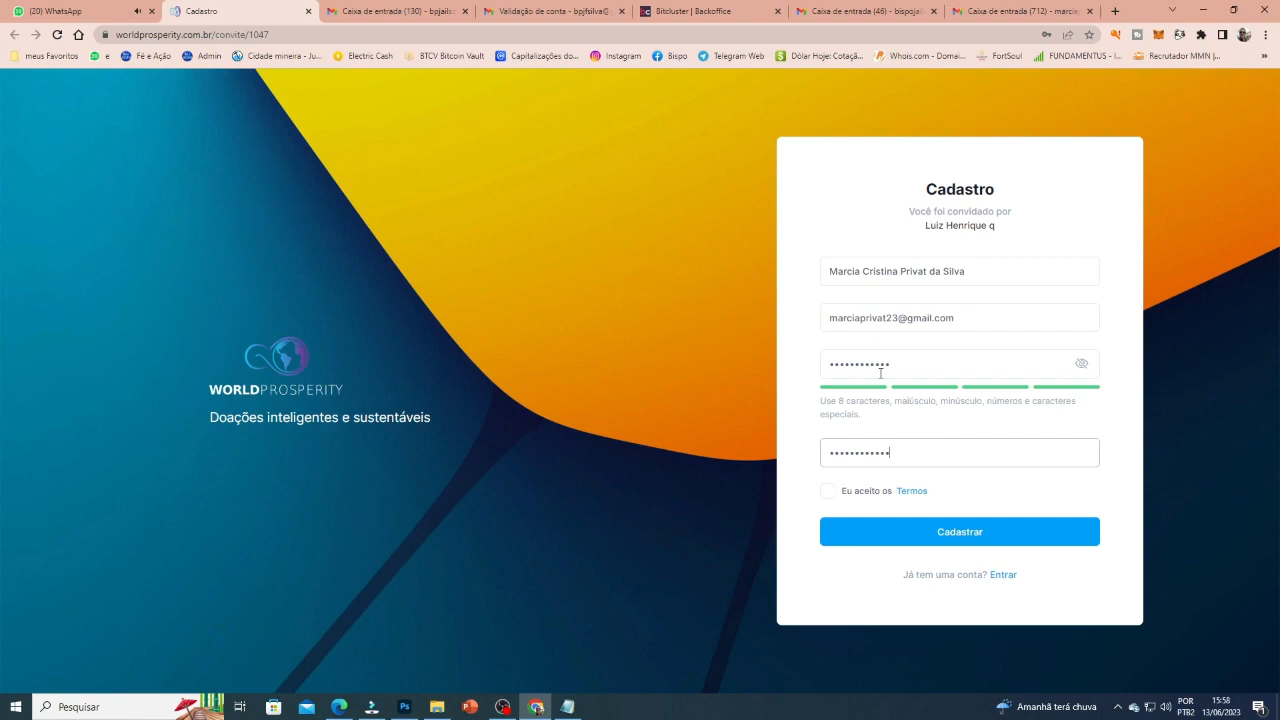 (20) WhatsApp
Cadastro
Caixa de entrada (130) - bpjailso
Validação de conta - bpjfsilva@g
Bitcluster | Backoffice
Caixa de entrada (46) - bispojail
Caixa de entrada (712) - marciap
worldprosperity.com.br/convite/1047
meus Favoritos
e
Fé e Ação
Admin
Cidade mineira - Ju...
Electric Cash
BTCV Bitcoin Vault
Capitalizações do...
Instagram
Bispo
Telegram Web
Dólar Hoje: Cotaçã...
Whois.com - Domai...
FortSoul
FUNDAMENTUS - I...
Recrutador MMN |...
Cadastro
Você foi convidado por
Luiz Henrique q
Marcia Cristina Privat da Silva
marciaprivat23@gmail.com
Use 8 caracteres, maiúsculo, minúsculo, números e caracteres
especiais.
Eu aceito os Termos
Cadastrar
Já tem uma conta? Entrar
WORLDPROSPERITY
Doações inteligentes e sustentáveis
Pesquisar
Amanhã terá chuva
POR
PTB2
15:58
13/06/2023